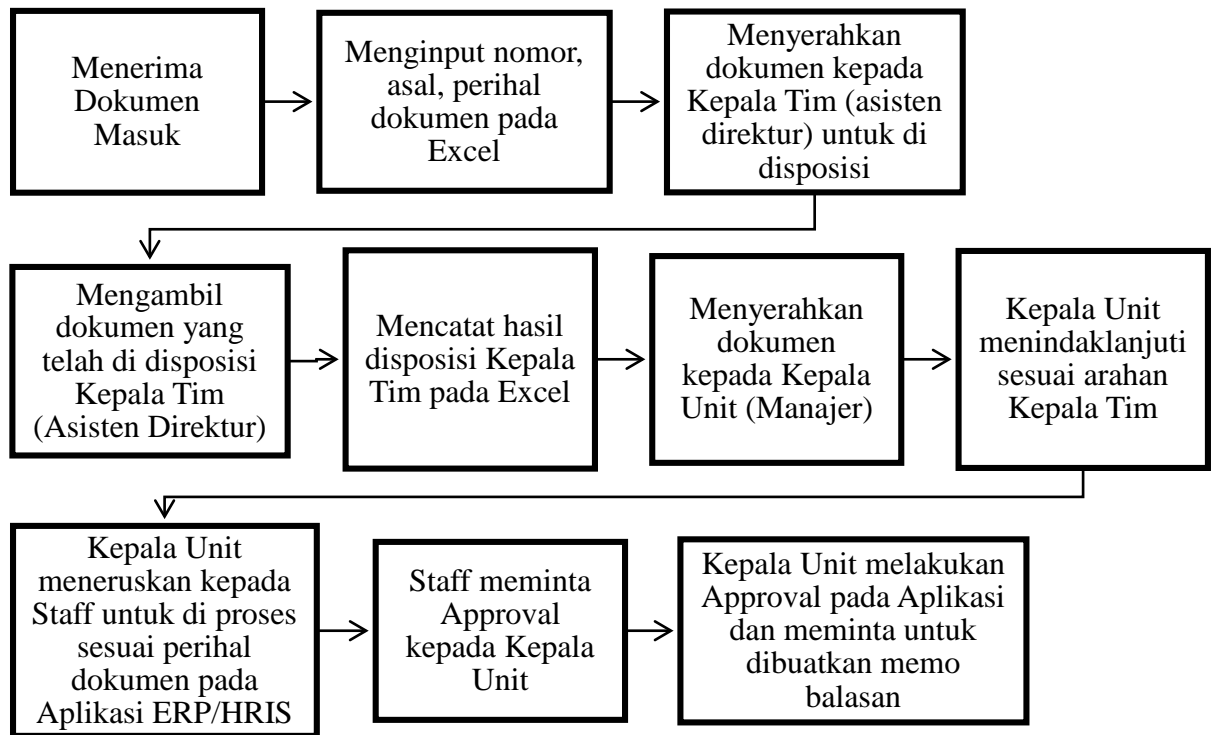 Menerima
Dokumen
Masuk
Menginput nomor,
asal, perihal
dokumen pada
Excel
Menyerahkan
dokumen kepada
Kepala Tim (asisten
direktur) untuk di
disposisi
Mengambil
dokumen yang
telah di disposisi
Kepala Tim
(Asisten Direktur)
Mencatat hasil
disposisi Kepala
Tim pada Excel
Menyerahkan
dokumen
kepada Kepala
Unit (Manajer)
Kepala Unit
menindaklanjuti
sesuai arahan
Kepala Tim
Kepala Unit
meneruskan kepada
Staff untuk di proses
sesuai perihal
dokumen pada
Aplikasi ERP/HRIS
Staff meminta
Approval
kepada Kepala
Unit
Kepala Unit melakukan
Approval pada Aplikasi
dan meminta untuk
dibuatkan memo
balasan